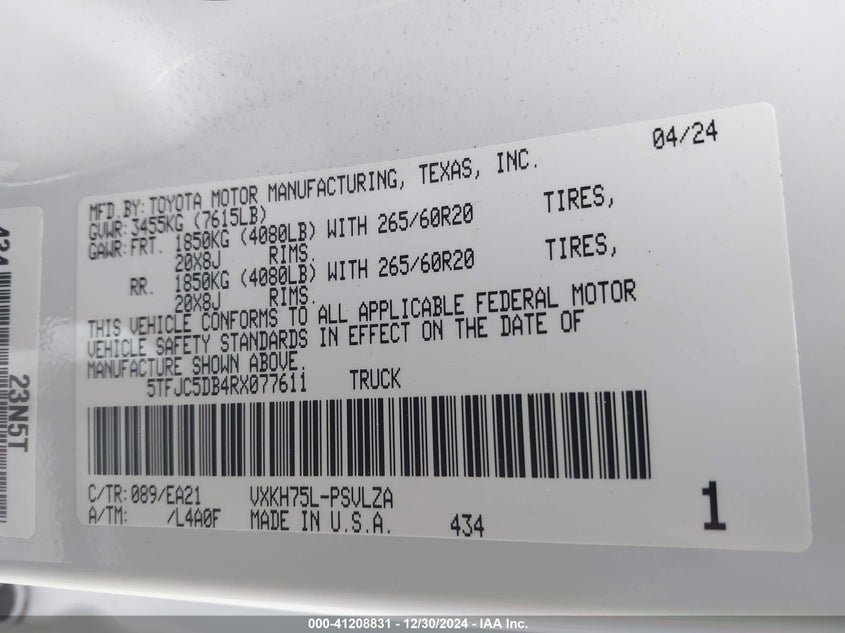 04/24
MFD.BY: TOYOTA MOTOR MANUFACTURING, TEXAS, INC.
GVWR: 3455KG (7615LB)
GAWR: FRT. 1850KG (4080LB) WITH 265/60R20 TIRES,
20X8J RIMS.
RR. 1850KG (4080LB) WITH 265/60R20 TIRES,
20X8J RIMS.
THIS VEHICLE CONFORMS TO ALL APPLICABLE FEDERAL MOTOR
VEHICLE SAFETY STANDARDS IN EFFECT ON THE DATE OF
MANUFACTURE SHOWN ABOVE.
5TFJC5DB4RX077611 TRUCK
C/TR: 089/EA21 VXKH75L-PSVLZA
A/TM: /L4A0F MADE IN U.S.A. 434
1
434
23N5T
000-41208831 - 12/30/2024 - IAA Inc.